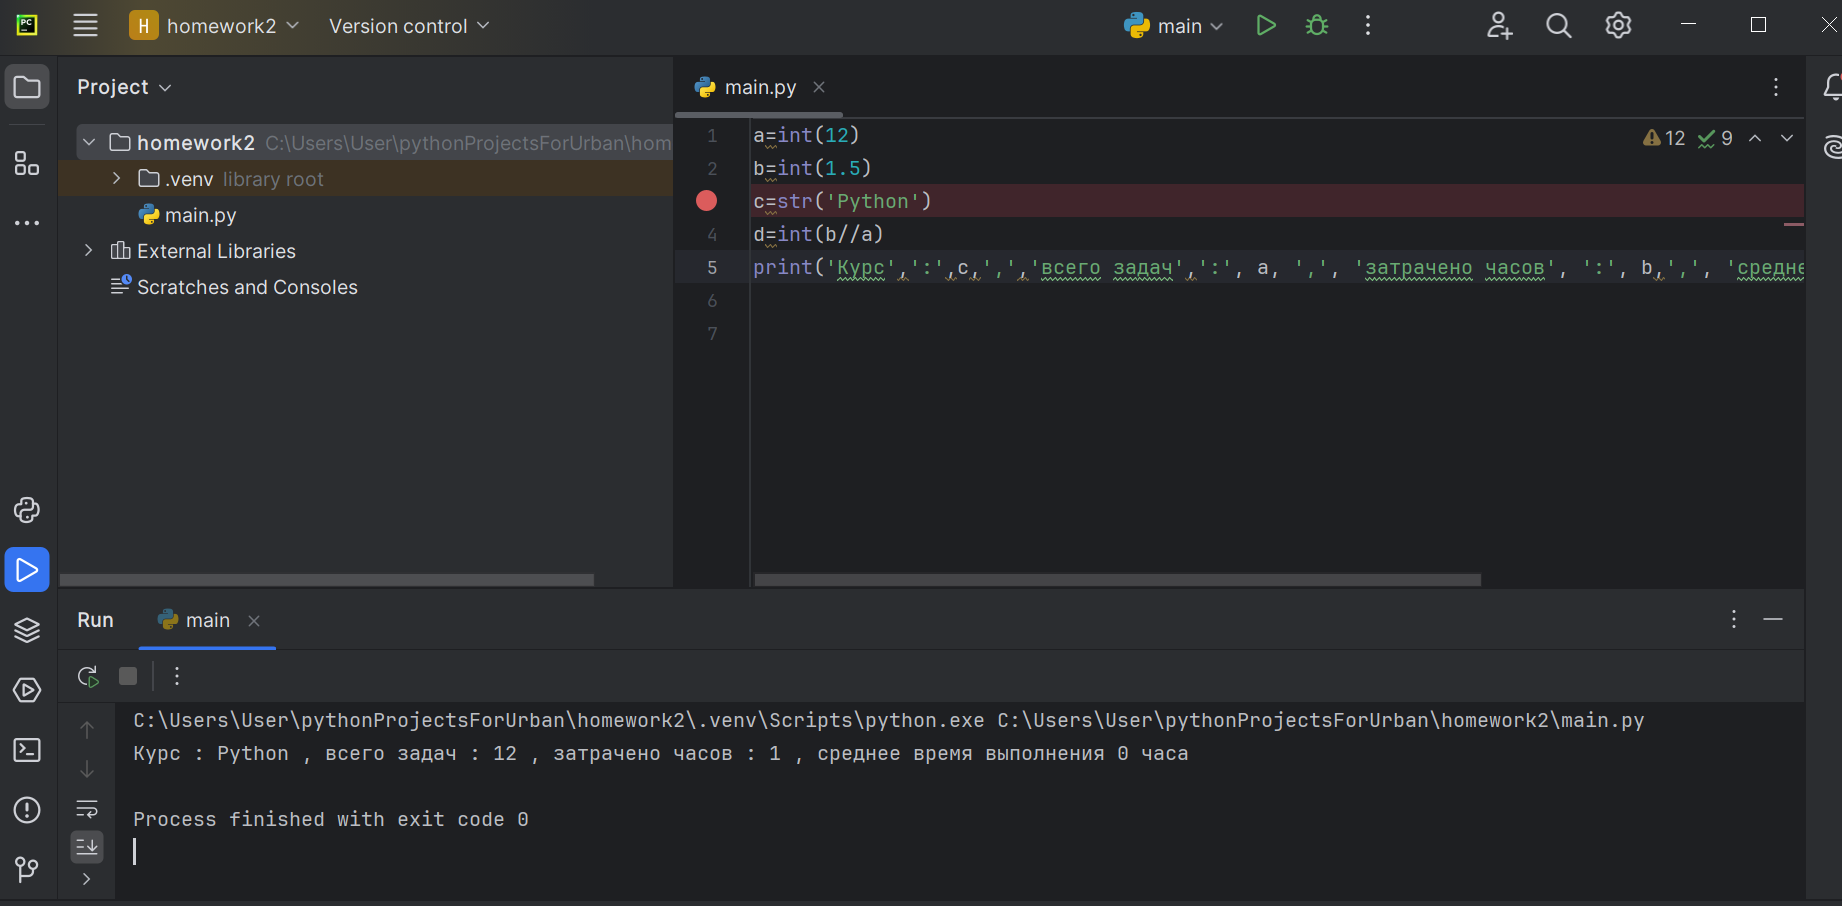 PC
H homework2 Version control main
Project
homework2 C:\Users\User\pythonProjectsForUrban\hom
.venv library root
main.py
External Libraries
Scratches and Consoles
main.py
12 9
1 a=int(12)
2 b=int(1.5)
c=str('Python')
4 d=int(b//a)
5 print('Курс',':',c,',','всего задач',':', a, ',', 'затрачено часов', ':', b,',', 'средне
6
7
Run main
C:\Users\User\pythonProjectsForUrban\homework2\.venv\Scripts\python.exe C:\Users\User\pythonProjectsForUrban\homework2\main.py
Курс : Python , всего задач : 12 , затрачено часов : 1 , среднее время выполнения 0 часа
Process finished with exit code 0